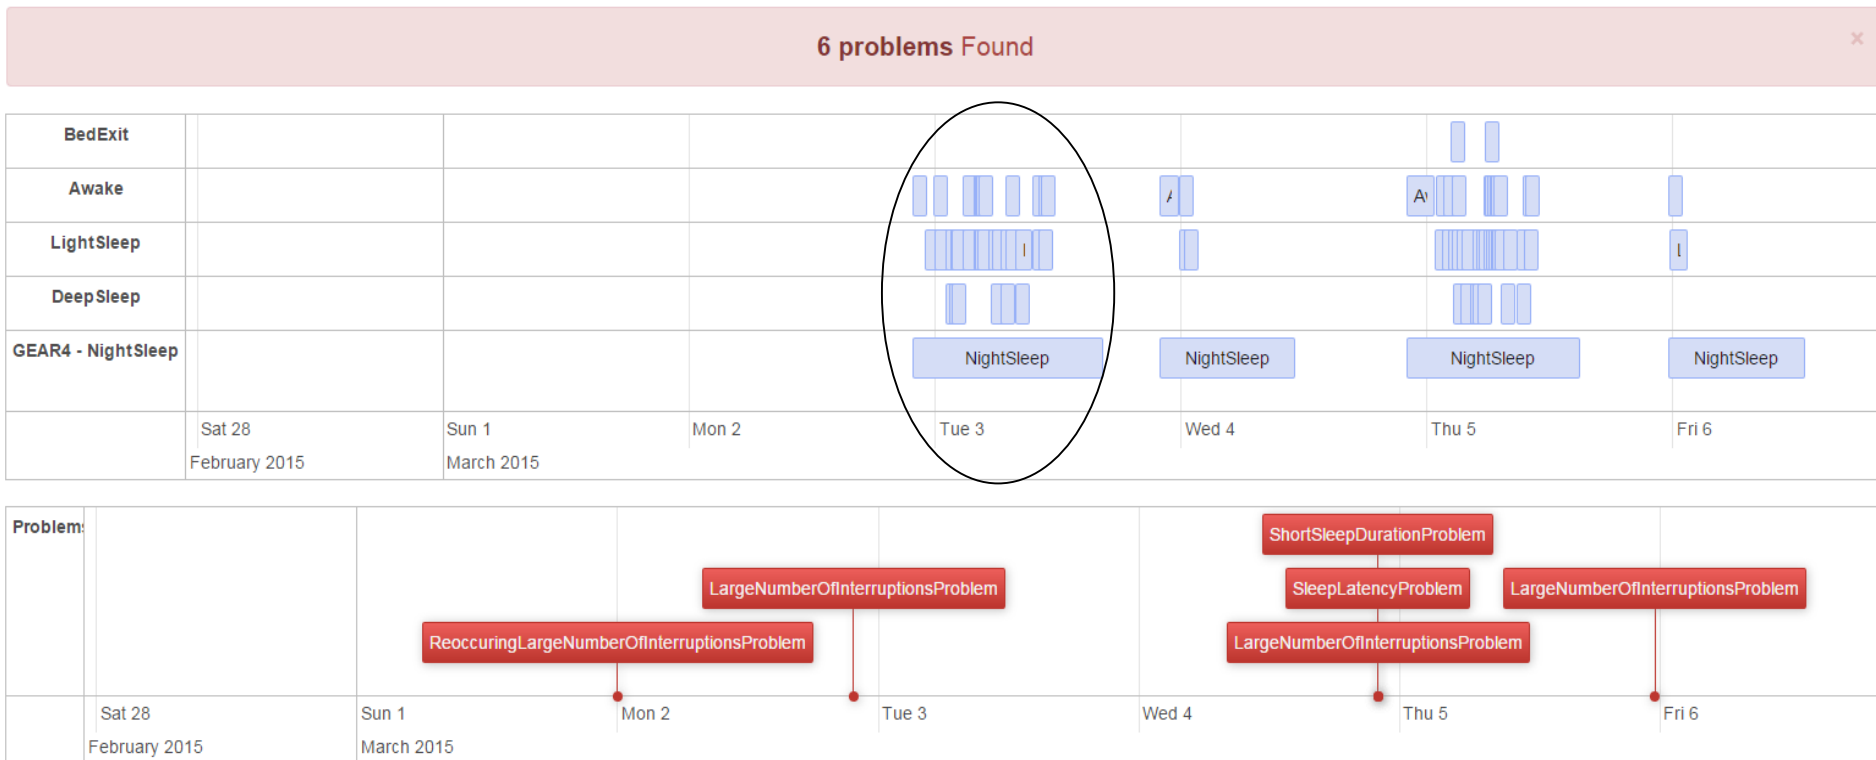 6 problems Found
×
BedExit
Awake
A
A
LightSleep
DeepSleep
GEAR4 - NightSleep
NightSleep
NightSleep
NightSleep
NightSleep
Sat 28
Sun 1
Mon 2
Tue 3
Wed 4
Thu 5
Fri 6
February 2015
March 2015
Problem
ShortSleepDurationProblem
LargeNumberOfInterruptionsProblem
SleepLatencyProblem
LargeNumberOfInterruptionsProblem
ReoccuringLargeNumberOfInterruptionsProblem
LargeNumberOfInterruptionsProblem
Sat 28
Sun 1
Mon 2
Tue 3
Wed 4
Thu 5
Fri 6
February 2015
March 2015